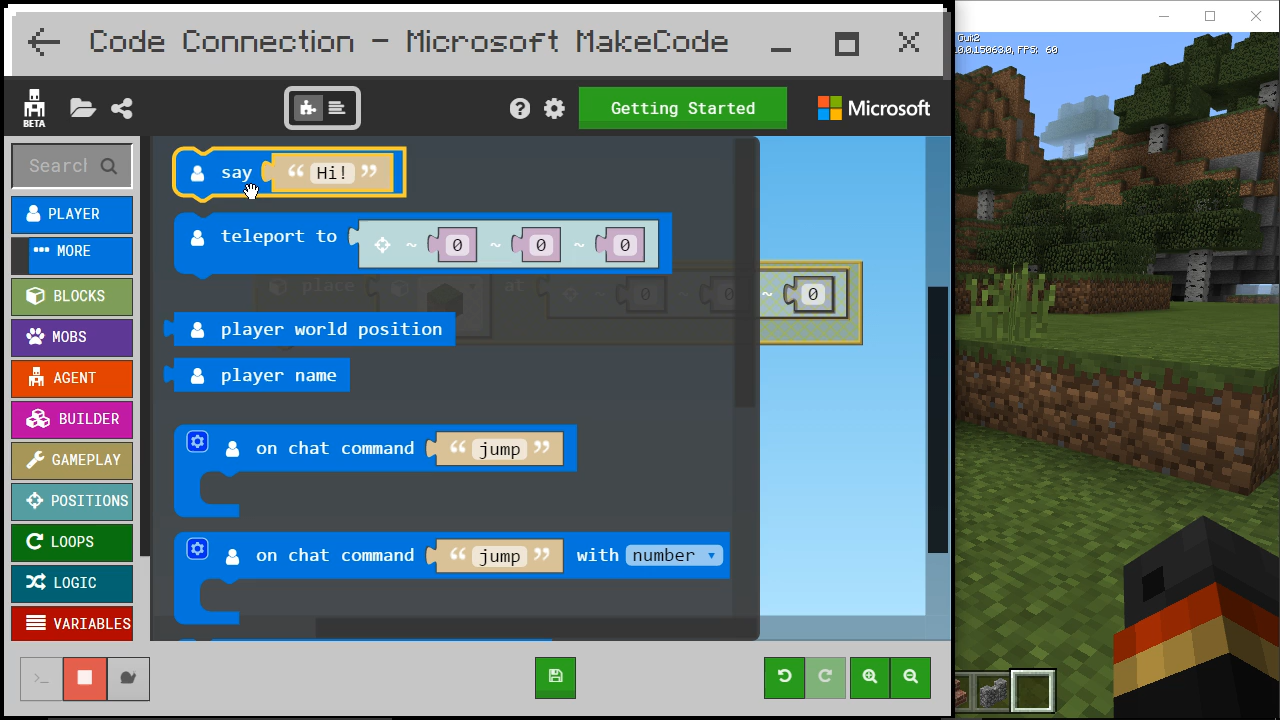 Code Connection - Microsoft MakeCode
BETA
Getting Started
Microsoft
Search
PLAYER
MORE
BLOCKS
MOBS
AGENT
BUILDER
GAMEPLAY
POSITIONS
LOOPS
LOGIC
VARIABLES
say “ Hi! ”
teleport to ~ 0 ~ 0 ~ 0
place at ~ 0 ~ 0 ~ 0
player world position
player name
on chat command “ jump ”
on chat command “ jump ” with number
FPS: 60